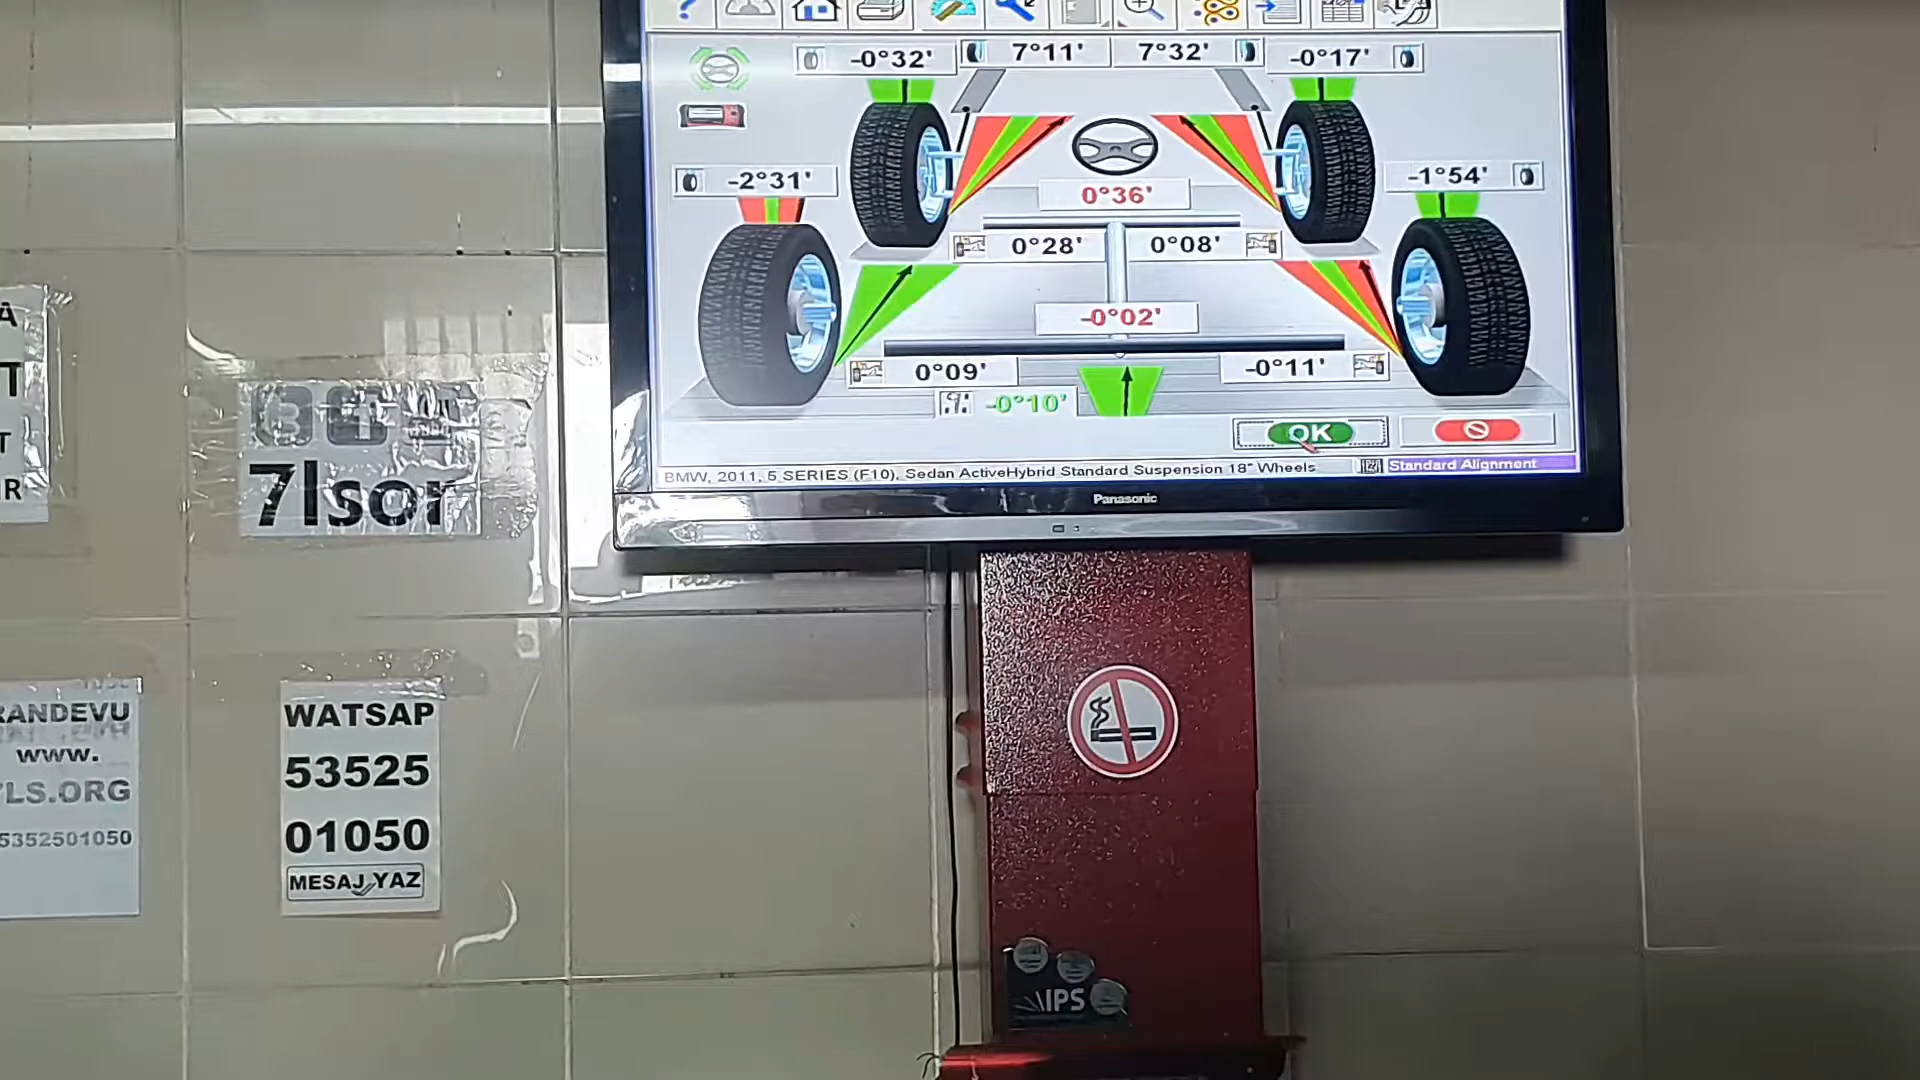 -0°32'
7°11'
7°32'
-0°17'
-2°31'
-1°54'
0°36'
0°28'
0°08'
-0°02'
0°09'
-0°11'
-0°10'
OK
BMW, 2011, 5 SERIES (F10), Sedan ActiveHybrid Standard Suspension 18" Wheels
Standard Alignment
Panasonic
A
T
T
IR
7lsor
RANDEVU
www.
LS.ORG
5352501050
WATSAP
53525
01050
MESAJ YAZ
IPS